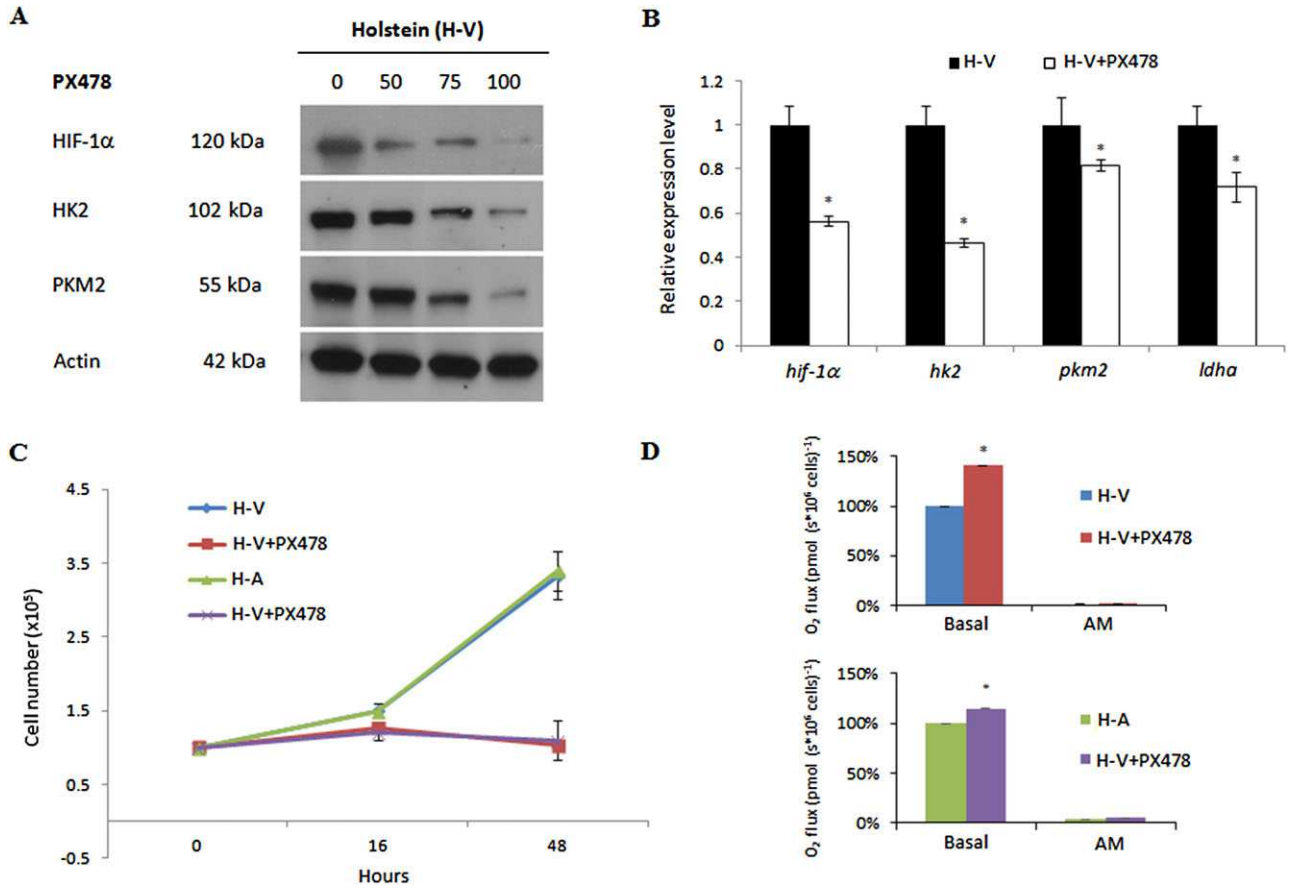 A
Holstein (H-V)
PX478 0 50 75 100
HIF-1α 120 kDa
HK2 102 kDa
PKM2 55 kDa
Actin 42 kDa
B
H-V H-V+PX478
Relative expression level
1.2
1
0.8
0.6
0.4
0.2
0
* * * *
hif-1α hk2 pkm2 ldha
C
Cell number (x10⁵)
4.5
3.5
2.5
1.5
0.5
-0.5
H-V
H-V+PX478
H-A
H-V+PX478
0 16 48
Hours
D
O₂ flux (pmol (s*10⁶ cells)⁻¹)
150%
100%
50%
0%
*
H-V
H-V+PX478
Basal AM
O₂ flux (pmol (s*10⁶ cells)⁻¹)
150%
100%
50%
0%
*
H-A
H-V+PX478
Basal AM